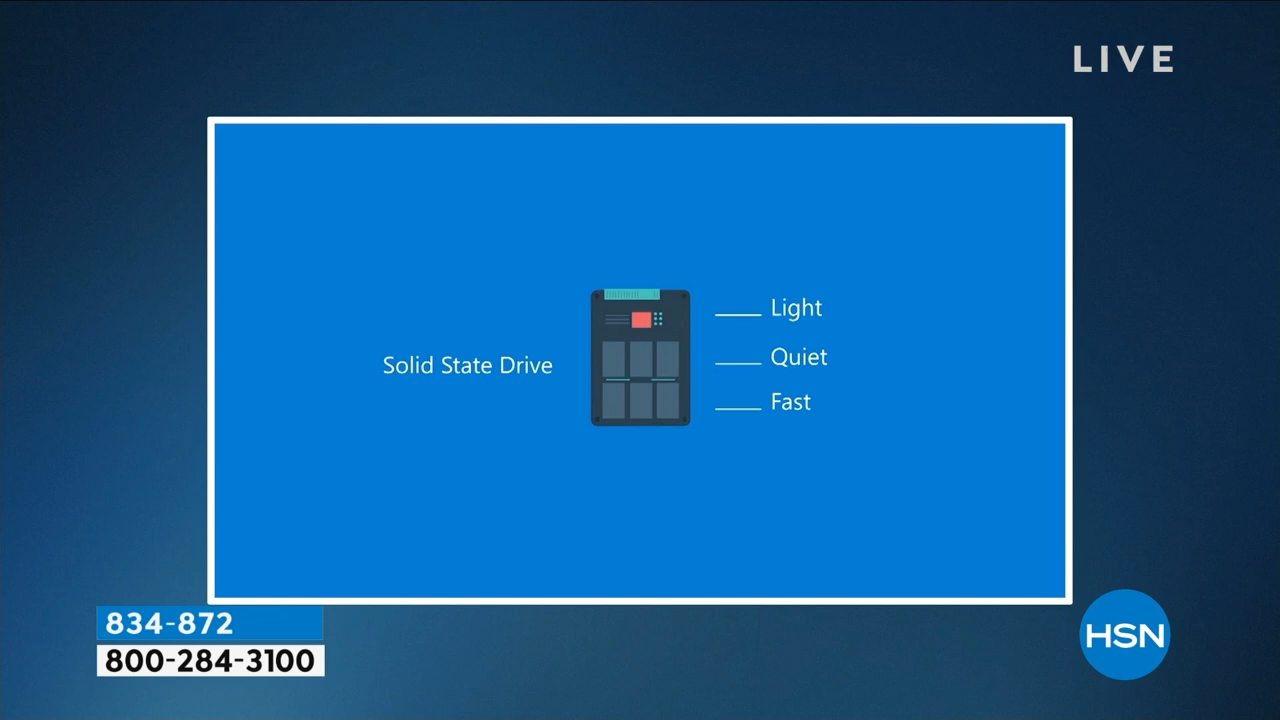 LIVE
Solid State Drive
Light
Quiet
Fast
834-872
800-284-3100
HSN